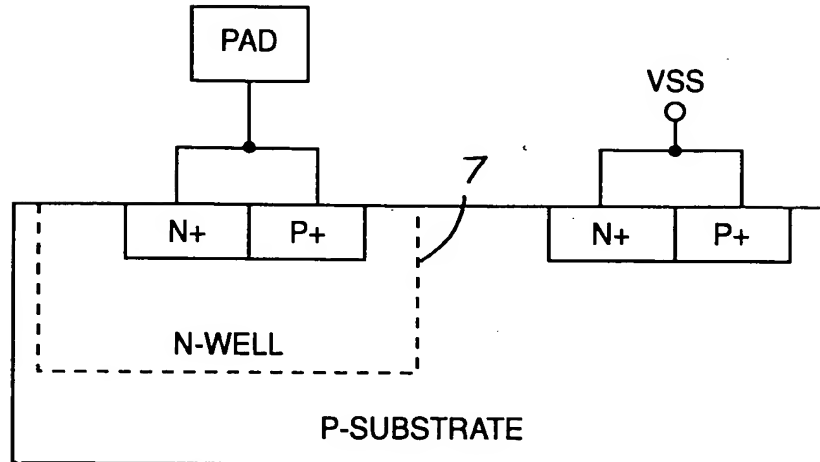 PAD
VSS
7
N+ P+ N+ P+
N-WELL
P-SUBSTRATE